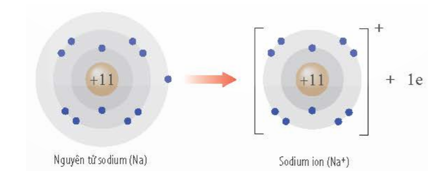 +11
+11
+
+ 1e
Nguyên tử sodium (Na)
Sodium ion (Na+)